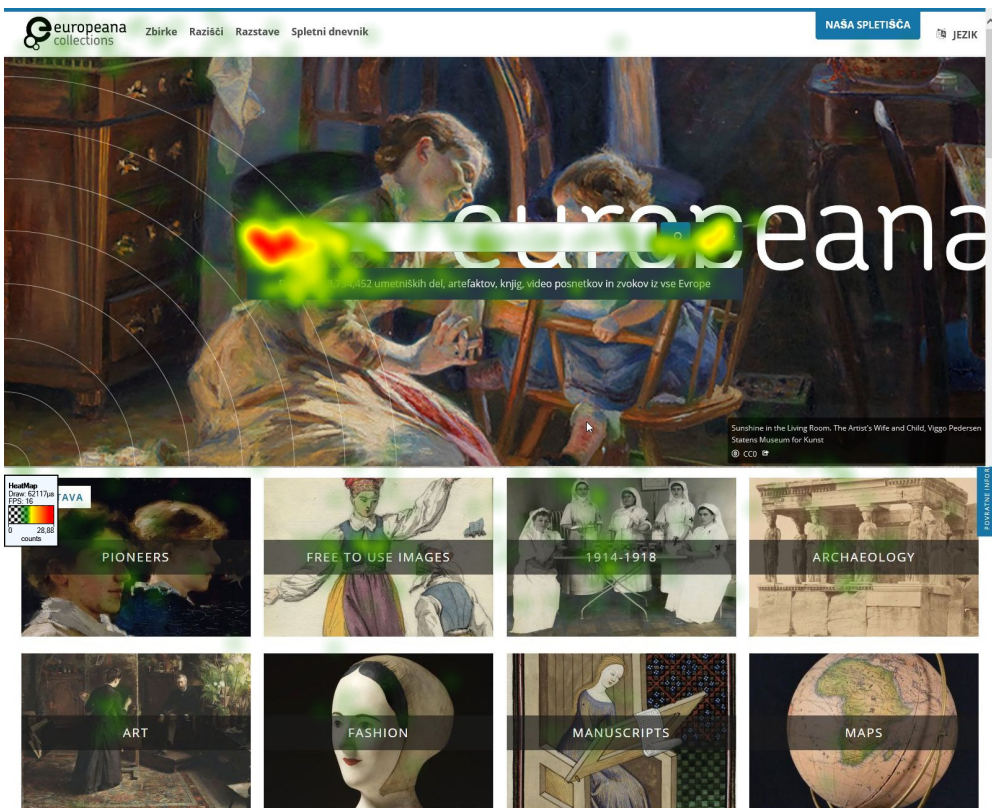 europeana
collections
Zbirke Razišči Razstave Spletni dnevnik
NAŠA SPLETIŠČA
JEZIK
europeana
452 umetniških del, artefaktov, knjig, video posnetkov in zvokov iz vse Evrope
Sunshine in the Living Room. The Artist's Wife and Child, Viggo Pedersen
Statens Museum for Kunst
CC0
POVRATNE INFOR
HeatMap
Draw: 62117µs
FPS: 16
0 28,88
counts
TAVA
PIONEERS
FREE TO USE IMAGES
1914-1918
ARCHAEOLOGY
ART
FASHION
MANUSCRIPTS
MAPS